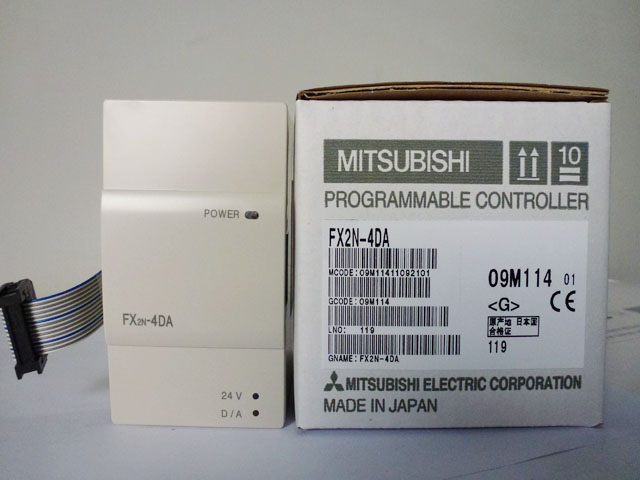 POWER
FX2N-4DA
24 V
D / A
MITSUBISHI
10
PROGRAMMABLE CONTROLLER
FX2N-4DA
MCODE: 09M11411092101
GCODE: 09M114
LNO: 119
GNAME: FX2N-4DA
09M114 01
<G> CE
原产地 日本国
合格证
119
MITSUBISHI ELECTRIC CORPORATION
MADE IN JAPAN